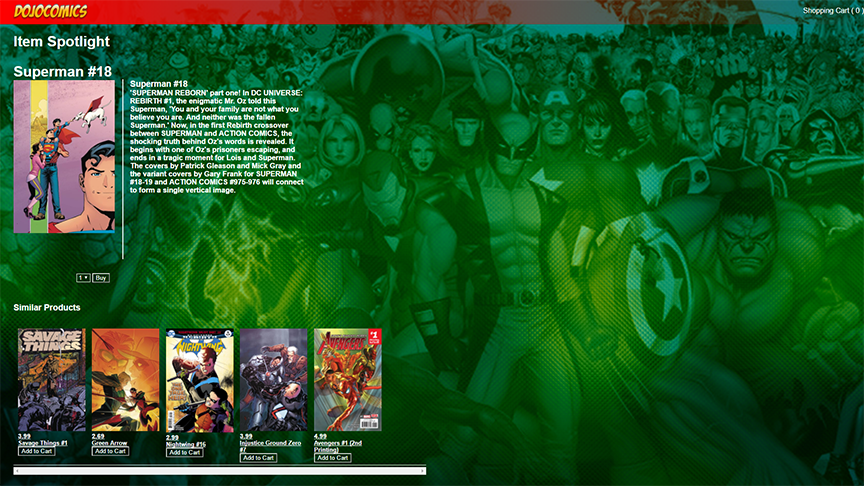 DOJOCOMICS
Shopping Cart ( 0 )
Item Spotlight
Superman #18
Superman #18
'SUPERMAN REBORN' part one! In DC UNIVERSE:
REBIRTH #1, the enigmatic Mr. Oz told this
Superman, 'You and your family are not what you
believe you are. And neither was the fallen
Superman.' Now, in the first Rebirth crossover
between SUPERMAN and ACTION COMICS, the
shocking truth behind Oz's words is revealed. It
begins with one of Oz's prisoners escaping, and
ends in a tragic moment for Lois and Superman.
The covers by Patrick Gleason and Mick Gray and
the variant covers by Gary Frank for SUPERMAN
#18-19 and ACTION COMICS #975-976 will connect
to form a single vertical image.
1
Buy
Similar Products
SAVAGE
THINGS
NIGHTWING
AVENGERS
#1
3.99
Savage Things #1
Add to Cart
2.69
Green Arrow
Add to Cart
2.99
Nightwing #16
Add to Cart
3.99
Injustice Ground Zero
#7
Add to Cart
4.99
Avengers #1 (2nd
Printing)
Add to Cart